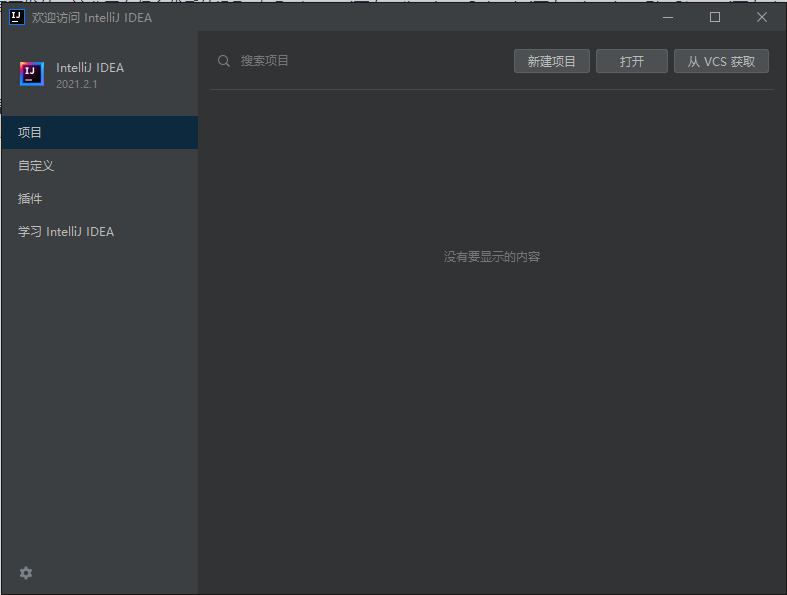 欢迎访问 IntelliJ IDEA
IntelliJ IDEA
2021.2.1
搜索项目
新建项目
打开
从 VCS 获取
项目
自定义
插件
学习 IntelliJ IDEA
没有要显示的内容